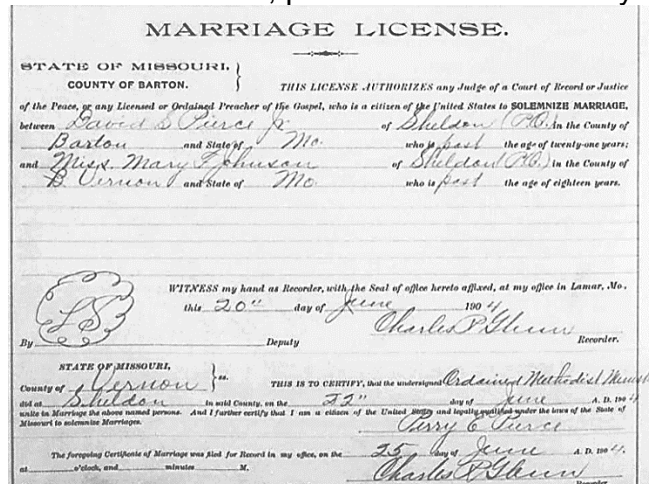 MARRIAGE LICENSE.
STATE OF MISSOURI,
COUNTY OF BARTON.
THIS LICENSE AUTHORIZES any Judge of a Court of Record or Justice
of the Peace, or any Licensed or Ordained Preacher of the Gospel, who is a citizen of the United States to SOLEMNIZE MARRIAGE,
between David S Pierce Jr. of Sheldon (P.O.) in the County of
Barton and State of Mo. who is past the age of twenty-one years;
and Miss. Mary F Johnson of Sheldon (P.O.) in the County of
B Vernon and State of Mo. who is past the age of eighteen years.
WITNESS my hand as Recorder, with the Seal of office hereto affixed, at my office in Lamar, Mo.,
this 20" day of June 1904,
LS Charles P. Glenn
By Deputy Recorder.
STATE OF MISSOURI,
County of Vernon ss. THIS IS TO CERTIFY, that the undersigned Ordained Methodist
did at Sheldon in said County, on the 22" day of June A. D. 1904
unite in Marriage the above named persons. And I further certify that I am a citizen of the United States and legally qualified under the laws of the State of
Missouri to solemnize Marriages. Perry E Pierce
The foregoing Certificate of Marriage was filed for Record in my office, on the 25 day of June A. D. 1904.
at o'clock, and minutes M. Charles P. Glenn
Recorder